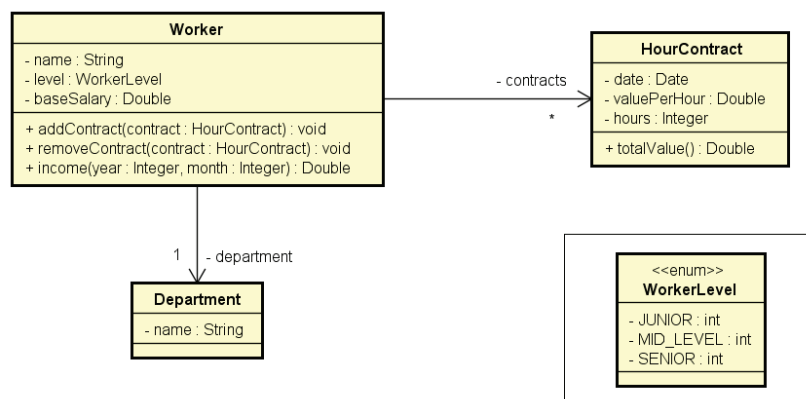 Worker
- name : String
- level : WorkerLevel
- baseSalary : Double
+ addContract(contract : HourContract) : void
+ removeContract(contract : HourContract) : void
+ income(year : Integer, month : Integer) : Double
- contracts
*
HourContract
- date : Date
- valuePerHour : Double
- hours : Integer
+ totalValue() : Double
1
- department
Department
- name : String
<<enum>>
WorkerLevel
- JUNIOR : int
- MID_LEVEL : int
- SENIOR : int